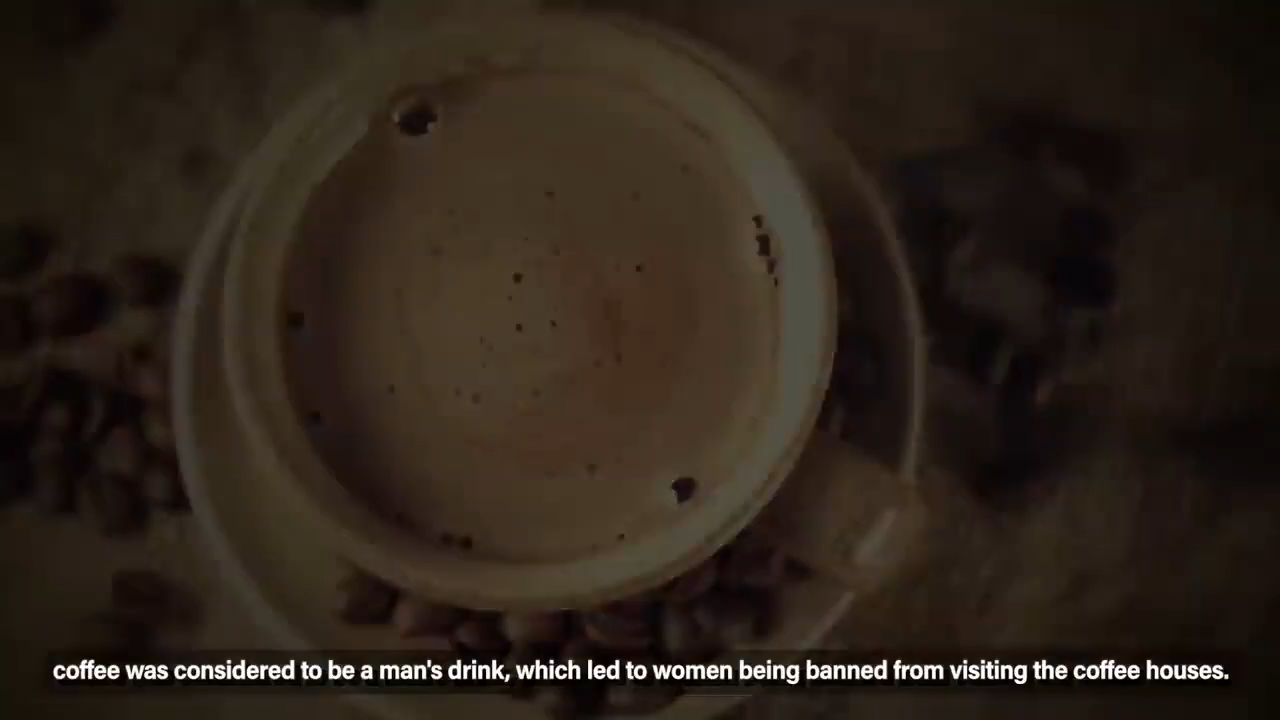 coffee was considered to be a man's drink, which led to women being banned from visiting the coffee houses.